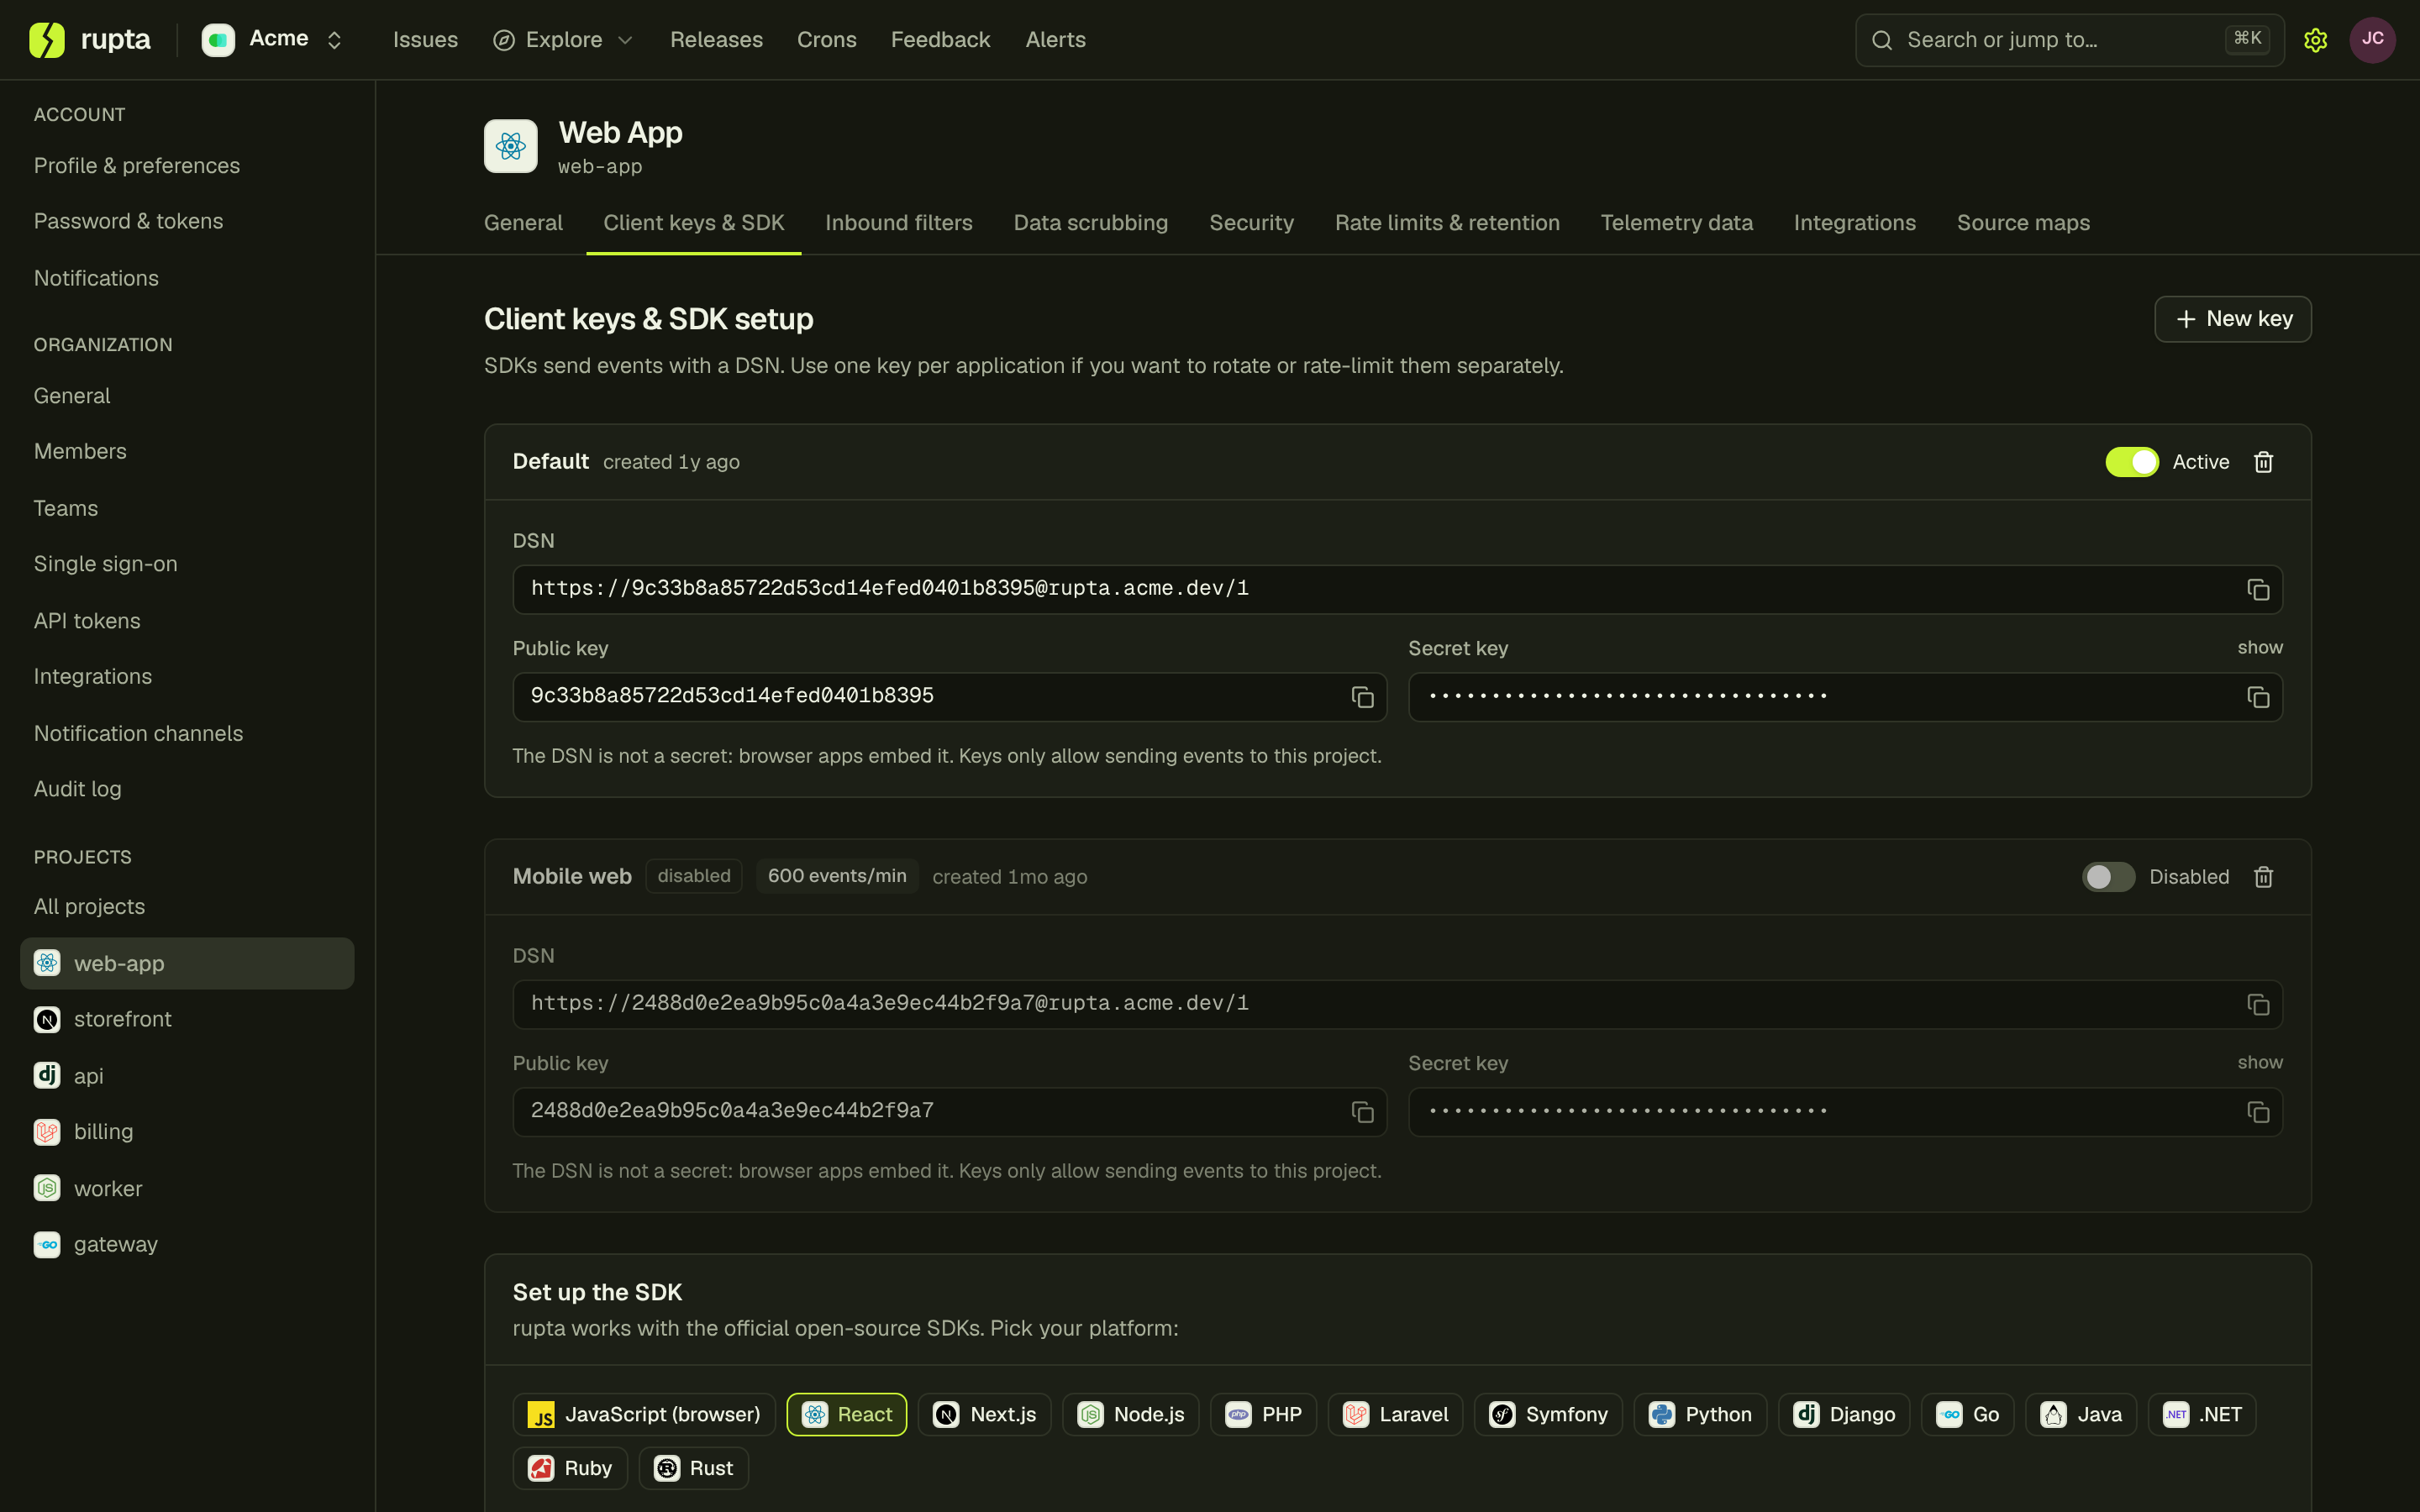 rupta
Acme
Issues
Explore
Releases
Crons
Feedback
Alerts
Search or jump to...
⌘K
JC
ACCOUNT
Profile & preferences
Password & tokens
Notifications
ORGANIZATION
General
Members
Teams
Single sign-on
API tokens
Integrations
Notification channels
Audit log
PROJECTS
All projects
web-app
storefront
api
billing
worker
gateway
Web App
web-app
General
Client keys & SDK
Inbound filters
Data scrubbing
Security
Rate limits & retention
Telemetry data
Integrations
Source maps
Client keys & SDK setup
New key
SDKs send events with a DSN. Use one key per application if you want to rotate or rate-limit them separately.
Default created 1y ago
Active
DSN
https://9c33b8a85722d53cd14efed0401b8395@rupta.acme.dev/1
Public key
9c33b8a85722d53cd14efed0401b8395
Secret key
show
••••••••••••••••••••••••••••••••
The DSN is not a secret: browser apps embed it. Keys only allow sending events to this project.
Mobile web disabled 600 events/min created 1mo ago
Disabled
DSN
https://2488d0e2ea9b95c0a4a3e9ec44b2f9a7@rupta.acme.dev/1
Public key
2488d0e2ea9b95c0a4a3e9ec44b2f9a7
Secret key
show
••••••••••••••••••••••••••••••••
The DSN is not a secret: browser apps embed it. Keys only allow sending events to this project.
Set up the SDK
rupta works with the official open-source SDKs. Pick your platform:
JS JavaScript (browser)
React
Next.js
Node.js
php PHP
Laravel
Symfony
Python
dj Django
GO Go
Java
.NET .NET
Ruby
Rust